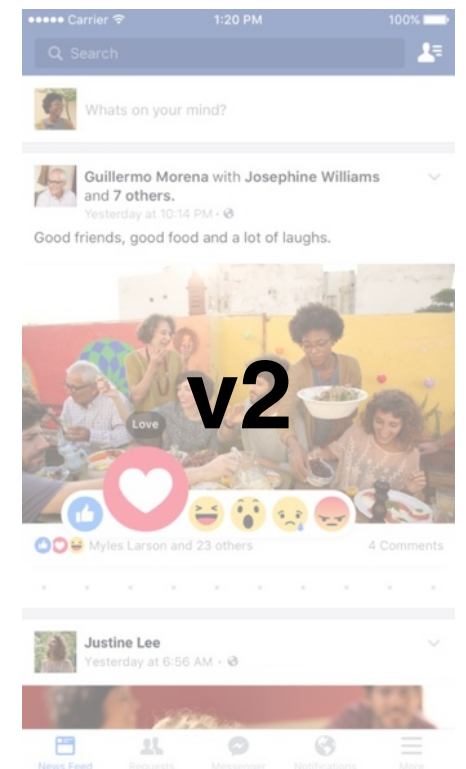 Carrier
1:20 PM
100%
Search
Whats on your mind?
Guillermo Morena with Josephine Williams
and 7 others.
Yesterday at 10:14 PM •
Good friends, good food and a lot of laughs.
v2
Love
Myles Larson and 23 others
4 Comments
Justine Lee
Yesterday at 6:56 AM •
News Feed
Requests
Messenger
Notifications
More